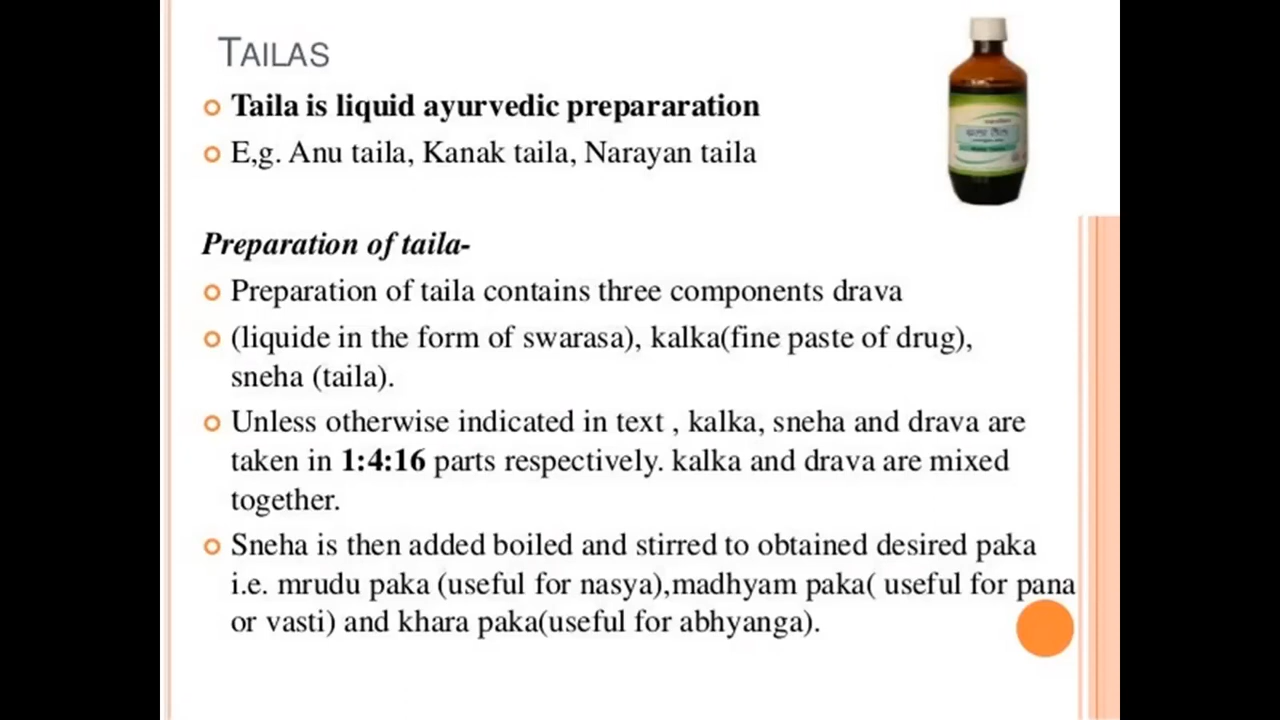 TAILAS
Taila is liquid ayurvedic prepararation
E,g. Anu taila, Kanak taila, Narayan taila
Preparation of taila-
Preparation of taila contains three components drava
(liquide in the form of swarasa), kalka(fine paste of drug),
sneha (taila).
Unless otherwise indicated in text , kalka, sneha and drava are
taken in 1:4:16 parts respectively. kalka and drava are mixed
together.
Sneha is then added boiled and stirred to obtained desired paka
i.e. mrudu paka (useful for nasya),madhyam paka( useful for pana
or vasti) and khara paka(useful for abhyanga).